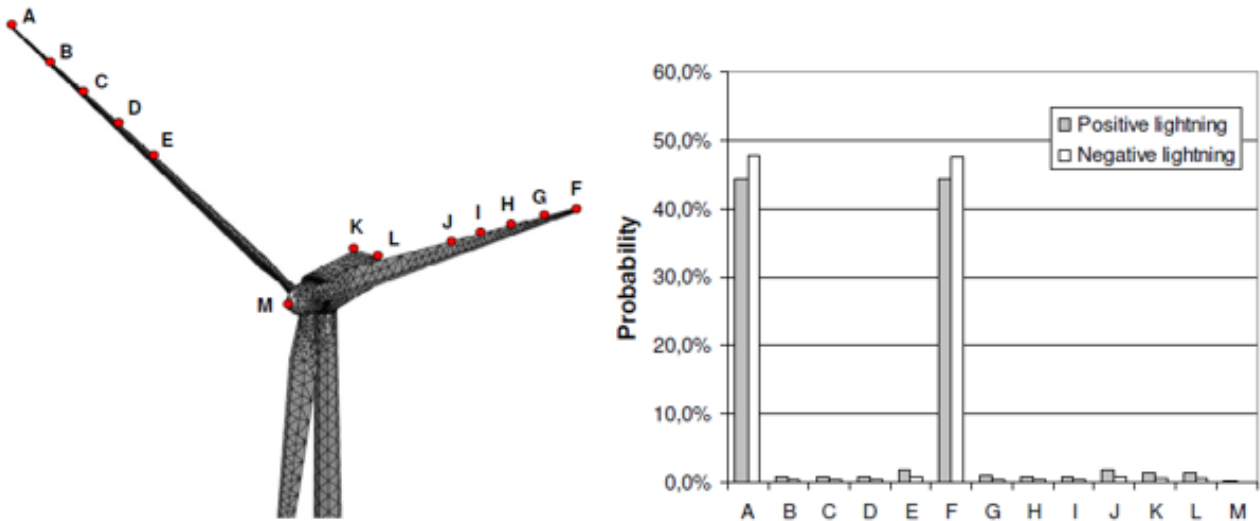 A
B
C
D
E
F
G
H
I
J
K
L
M
60,0%
50,0%
40,0%
30,0%
20,0%
10,0%
0,0%
Probability
Positive lightning
Negative lightning
A B C D E F G H I J K L M